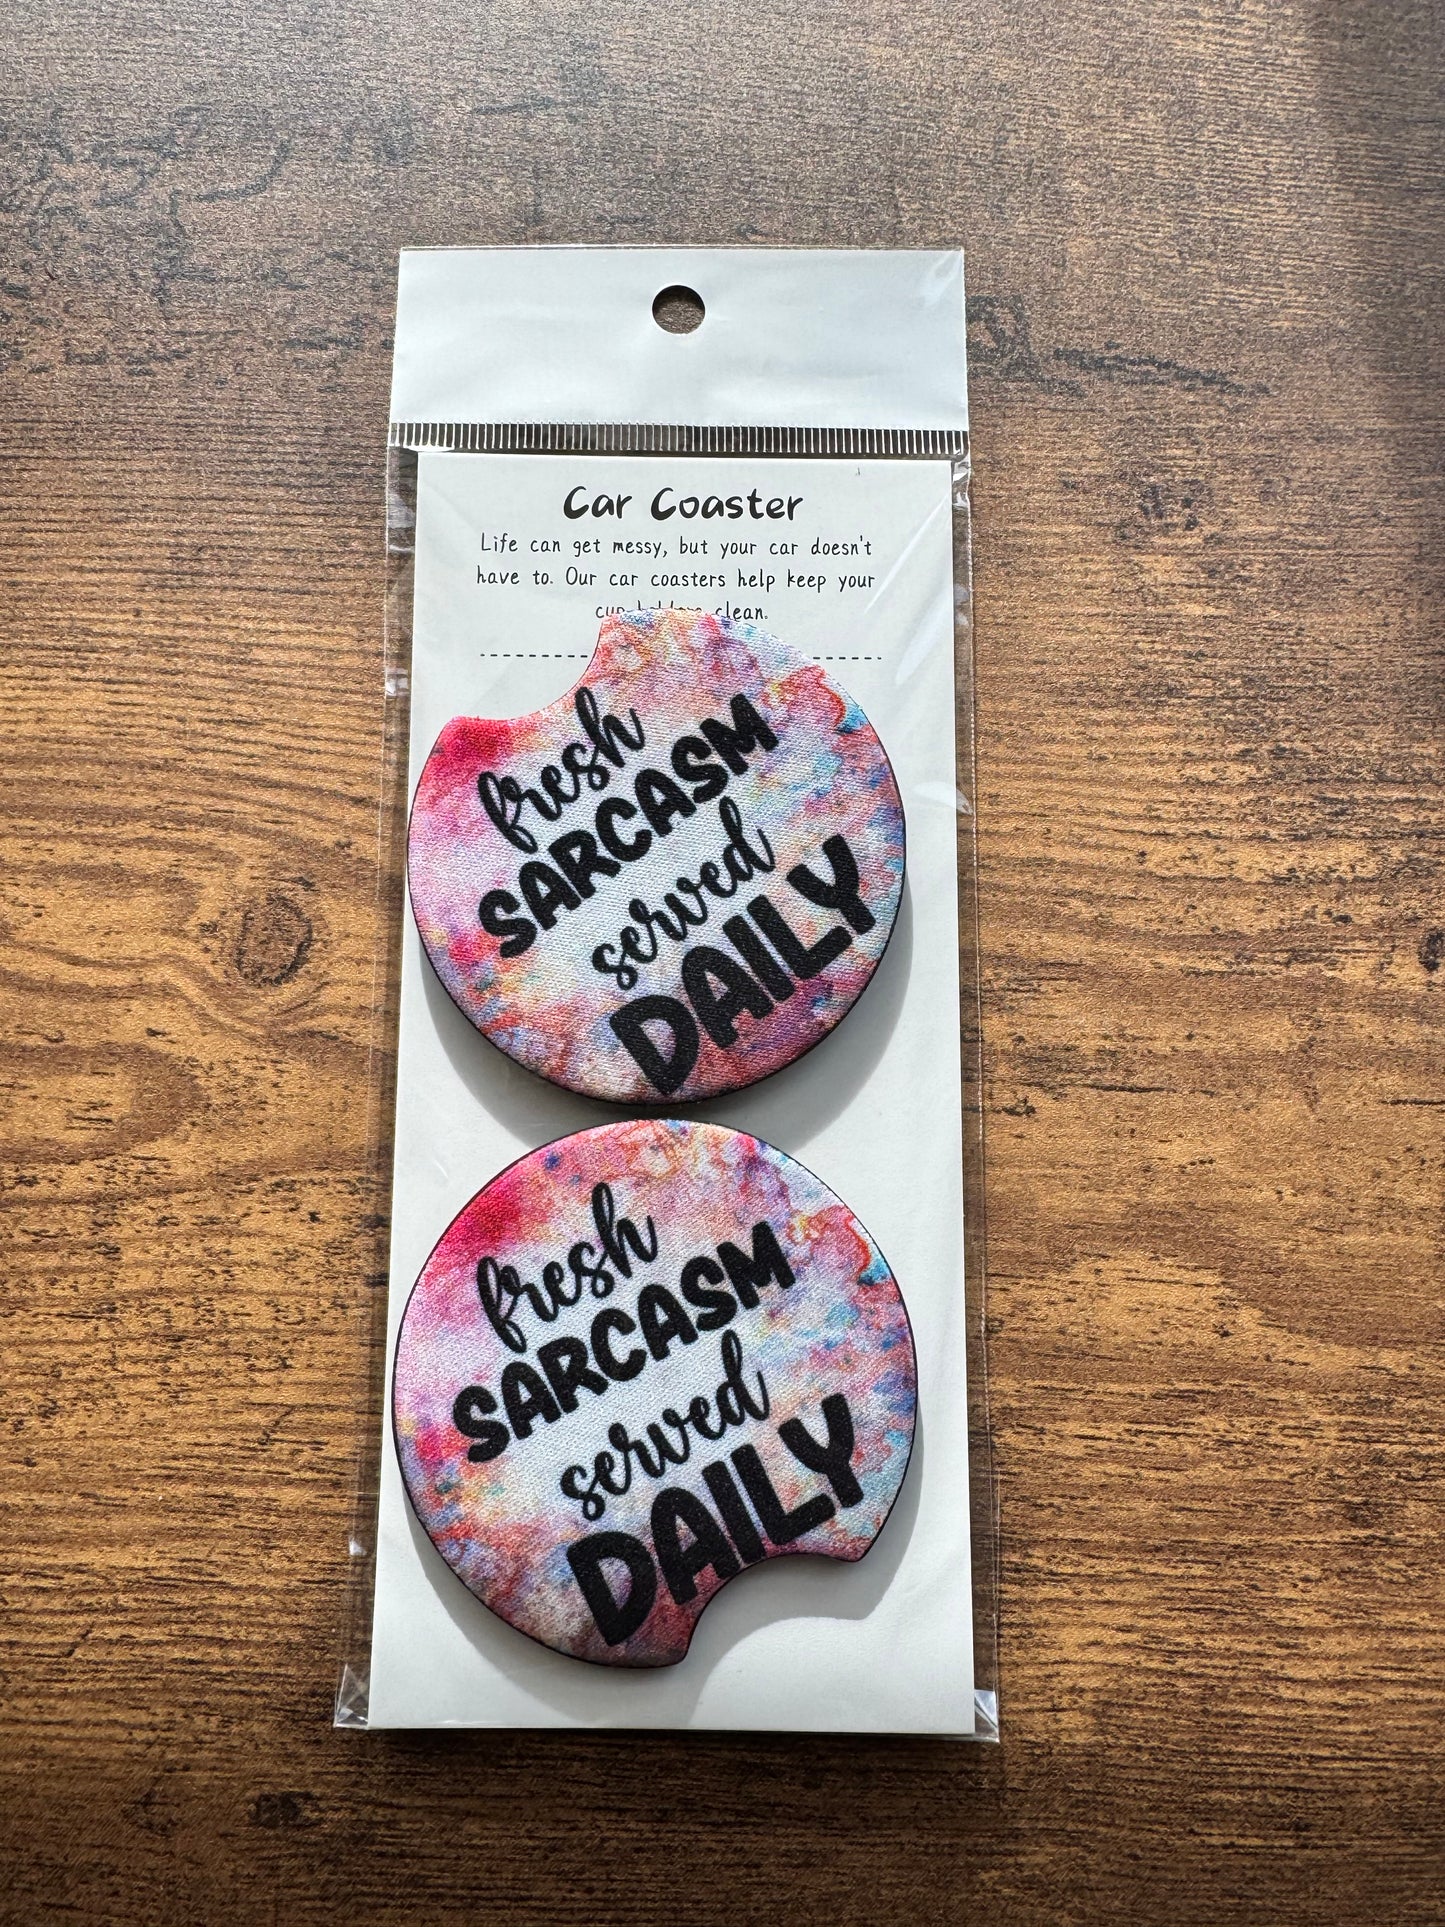 Car Coaster
Life can get messy, but your car doesn't
have to. Our car coasters help keep your
clean.
fresh
SARCASM
served
DAILY
fresh
SARCASM
served
DAILY